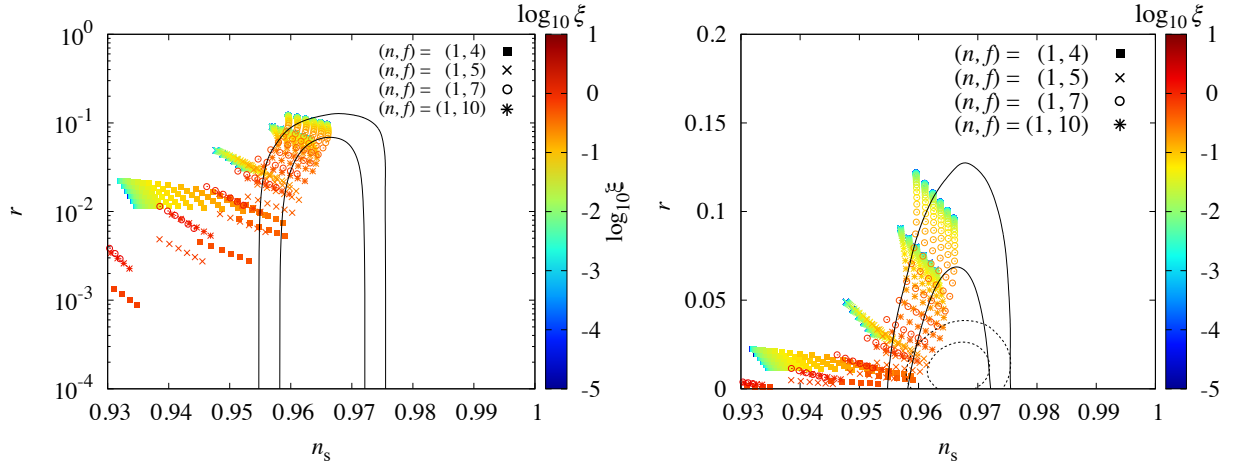 log₁₀ ξ
10⁰
10⁻¹
10⁻²
10⁻³
10⁻⁴
r
0.93 0.94 0.95 0.96 0.97 0.98 0.99 1
nₛ
(n, f) = (1, 4)
(n, f) = (1, 5)
(n, f) = (1, 7)
(n, f) = (1, 10)
1
0
-1
-2
-3
-4
-5
log₁₀ξ
log₁₀ ξ
0.2
0.15
0.1
0.05
0
r
0.93 0.94 0.95 0.96 0.97 0.98 0.99 1
nₛ
(n, f) = (1, 4)
(n, f) = (1, 5)
(n, f) = (1, 7)
(n, f) = (1, 10)
1
0
-1
-2
-3
-4
-5